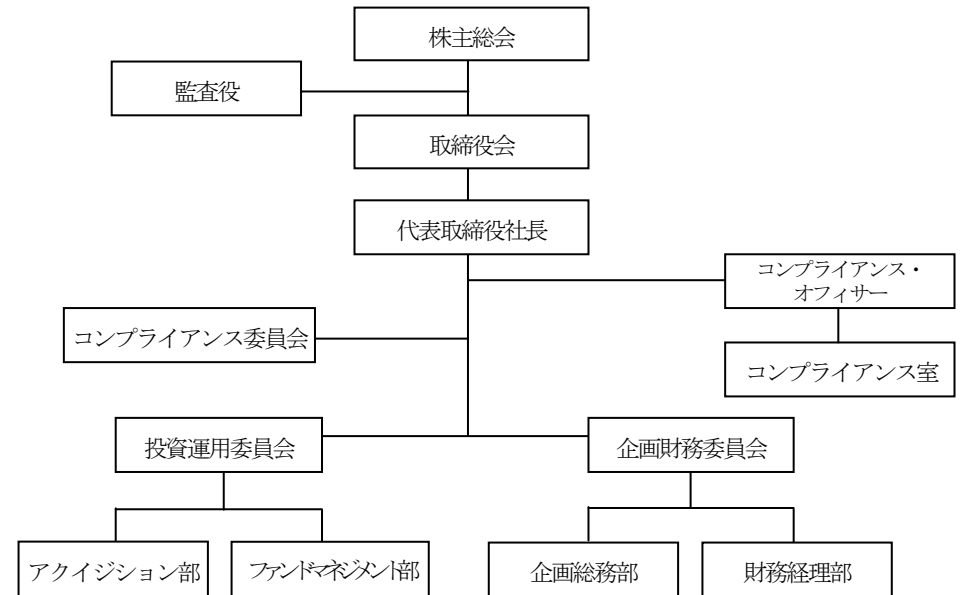 株主総会
監査役
取締役会
代表取締役社長
コンプライアンス・
オフィサー
コンプライアンス委員会
コンプライアンス室
投資運用委員会
企画財務委員会
アクイジション部
ファンドマネジメント部
企画総務部
財務経理部